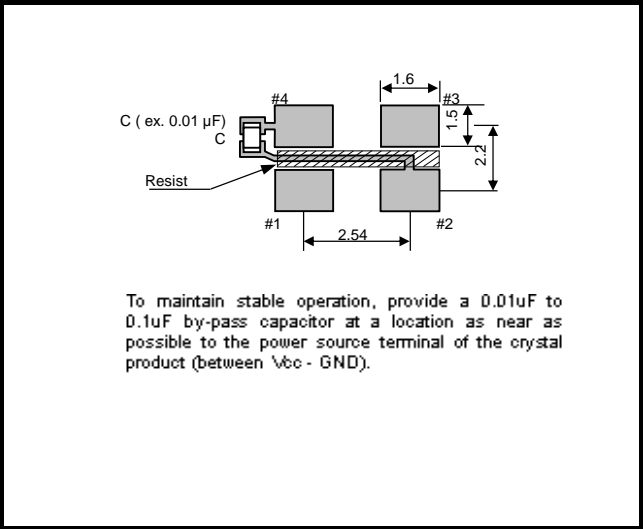 1.6
#4
#3
C ( ex. 0.01 µF)
C
1.5
2.2
Resist
#1
#2
2.54
To maintain stable operation, provide a 0.01uF to
0.1uF by-pass capacitor at a location as near as
possible to the power source terminal of the crystal
product (between Vcc - GND).